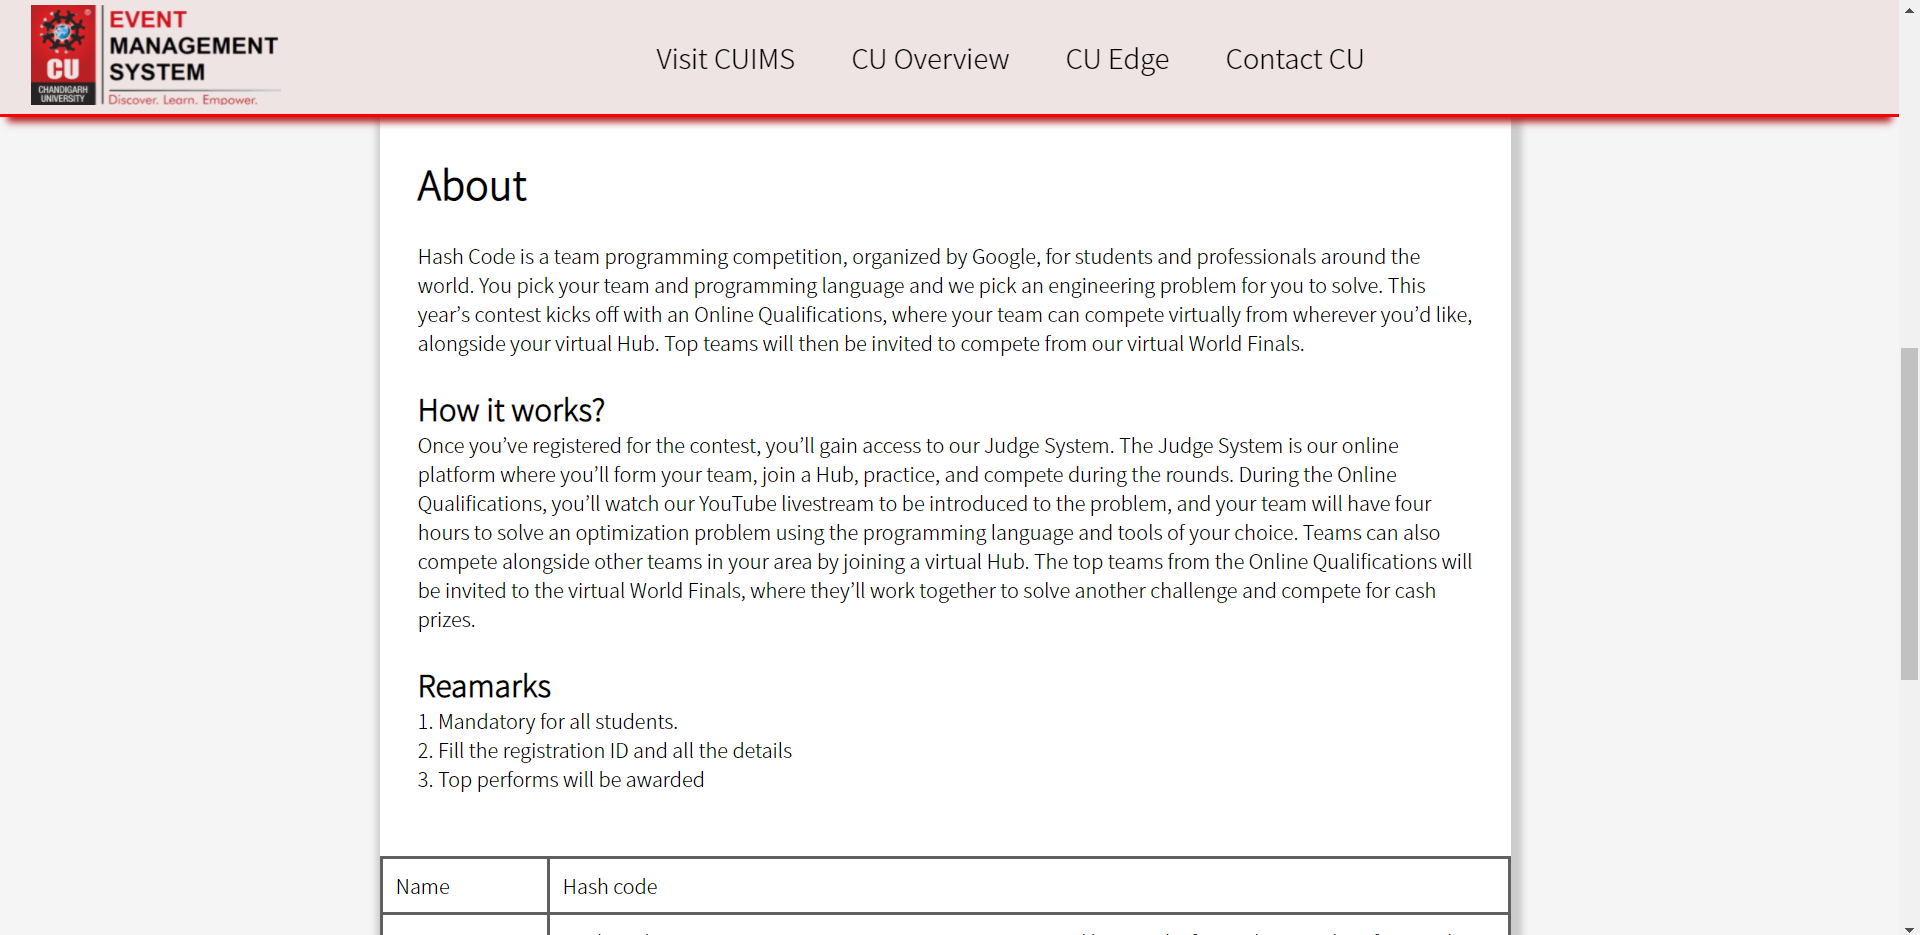 EVENT
MANAGEMENT
SYSTEM
CU
CHANDIGARH
UNIVERSITY
Discover. Learn. Empower.
Visit CUIMS CU Overview CU Edge Contact CU
About
Hash Code is a team programming competition, organized by Google, for students and professionals around the
world. You pick your team and programming language and we pick an engineering problem for you to solve. This
year’s contest kicks off with an Online Qualifications, where your team can compete virtually from wherever you’d like,
alongside your virtual Hub. Top teams will then be invited to compete from our virtual World Finals.
How it works?
Once you’ve registered for the contest, you’ll gain access to our Judge System. The Judge System is our online
platform where you’ll form your team, join a Hub, practice, and compete during the rounds. During the Online
Qualifications, you’ll watch our YouTube livestream to be introduced to the problem, and your team will have four
hours to solve an optimization problem using the programming language and tools of your choice. Teams can also
compete alongside other teams in your area by joining a virtual Hub. The top teams from the Online Qualifications will
be invited to the virtual World Finals, where they’ll work together to solve another challenge and compete for cash
prizes.
Reamarks
1. Mandatory for all students.
2. Fill the registration ID and all the details
3. Top performs will be awarded
Name Hash code